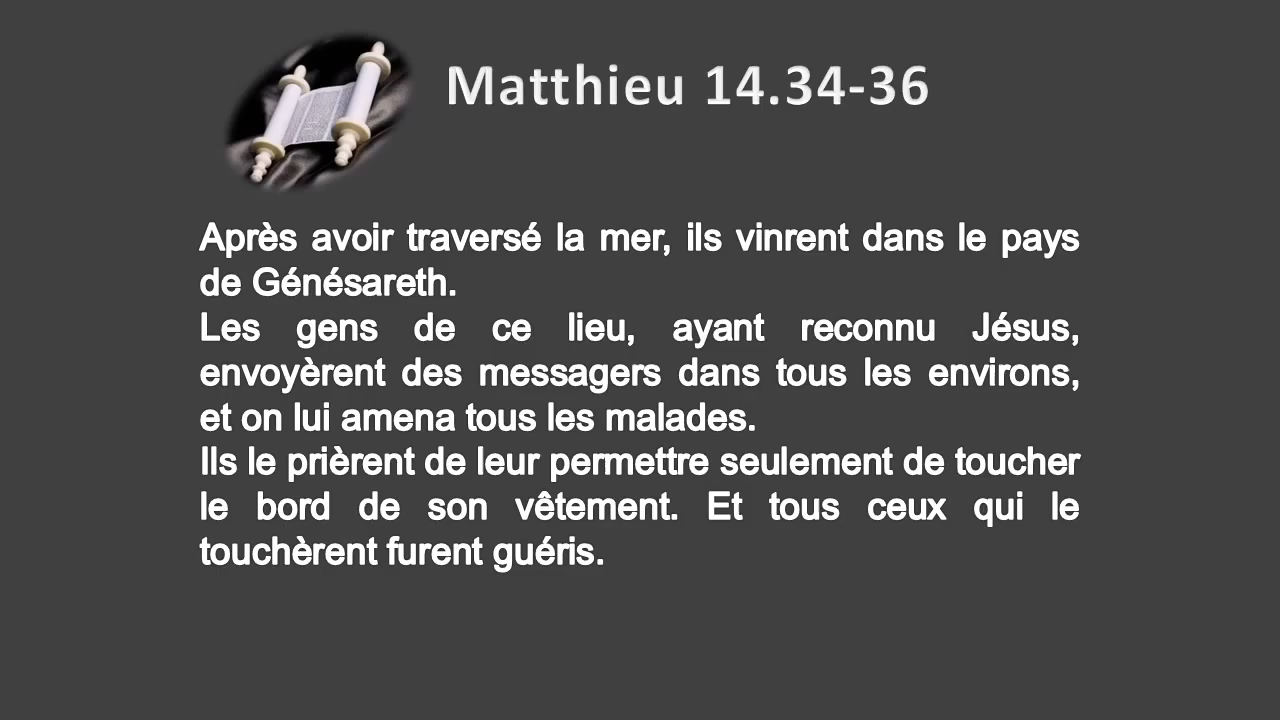 Matthieu 14.34-36
Après avoir traversé la mer, ils vinrent dans le pays
de Génésareth.
Les gens de ce lieu, ayant reconnu Jésus,
envoyèrent des messagers dans tous les environs,
et on lui amena tous les malades.
Ils le prièrent de leur permettre seulement de toucher
le bord de son vêtement. Et tous ceux qui le
touchèrent furent guéris.